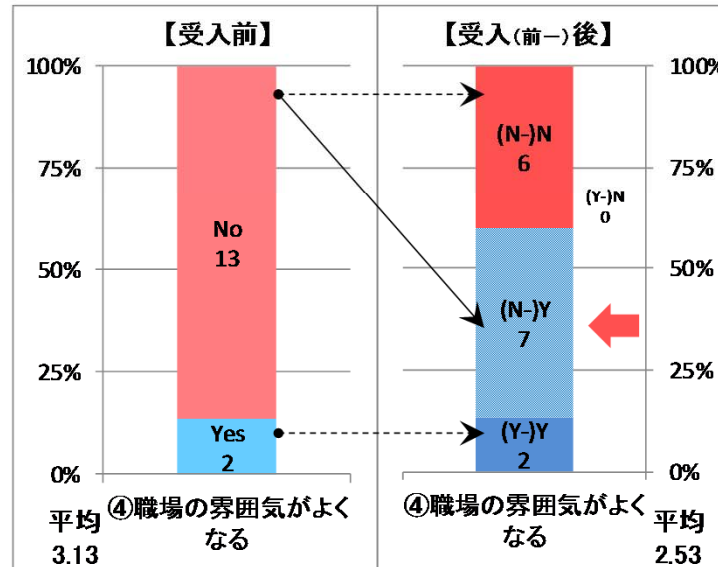 【受入前】
100%
75%
50%
25%
0%
No
13
Yes
2
④職場の雰囲気がよく
なる
平均
3.13
【受入(前ー)後】
(N-)N
6
(N-)Y
7
(Y-)Y
2
(Y-)N
0
100%
75%
50%
25%
0%
④職場の雰囲気がよく
なる
平均
2.53